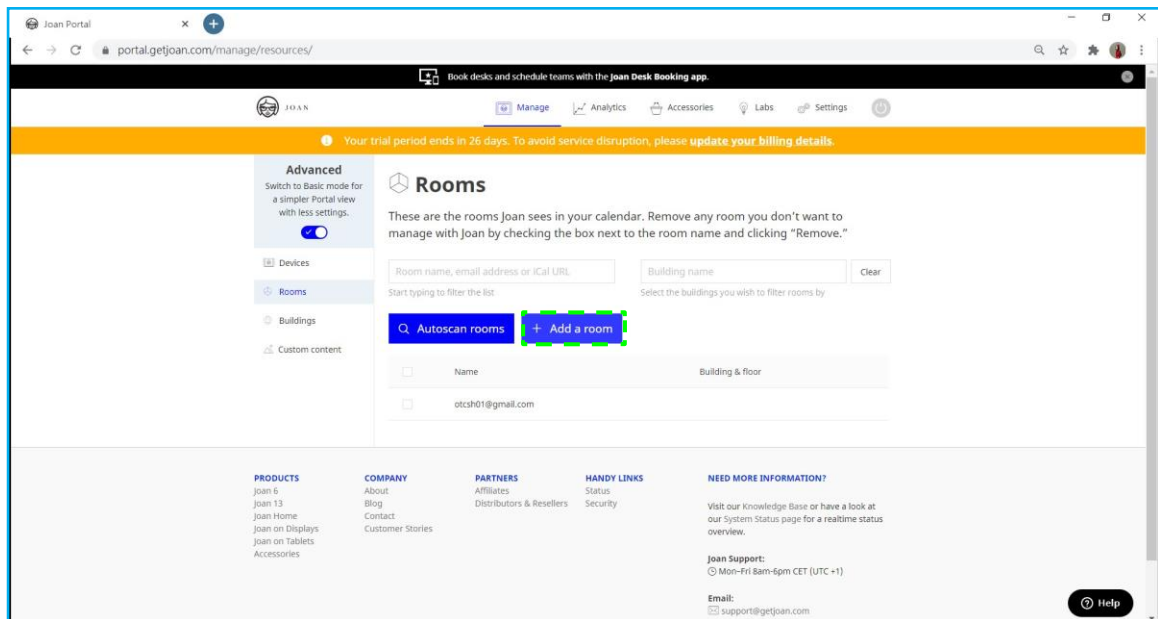 Joan Portal
portal.getjoan.com/manage/resources/
Book desks and schedule teams with the Joan Desk Booking app.
JOAN
Manage
Analytics
Accessories
Labs
Settings
Your trial period ends in 26 days. To avoid service disruption, please update your billing details.
Advanced
Switch to Basic mode for
a simpler Portal view
with less settings.
Devices
Rooms
Buildings
Custom content
Rooms
These are the rooms Joan sees in your calendar. Remove any room you don't want to
manage with Joan by checking the box next to the room name and clicking “Remove.”
Room name, email address or iCal URL
Building name
Clear
Start typing to filter the list
Select the buildings you wish to filter rooms by
Autoscan rooms
+ Add a room
Name
Building & floor
otcsh01@gmail.com
PRODUCTS
Joan 6
Joan 13
Joan Home
Joan on Displays
Joan on Tablets
Accessories
COMPANY
About
Blog
Contact
Customer Stories
PARTNERS
Affiliates
Distributors & Resellers
HANDY LINKS
Status
Security
NEED MORE INFORMATION?
Visit our Knowledge Base or have a look at
our System Status page for a realtime status
overview.
Joan Support:
Mon–Fri 8am-6pm CET (UTC +1)
Email:
support@getjoan.com
Help